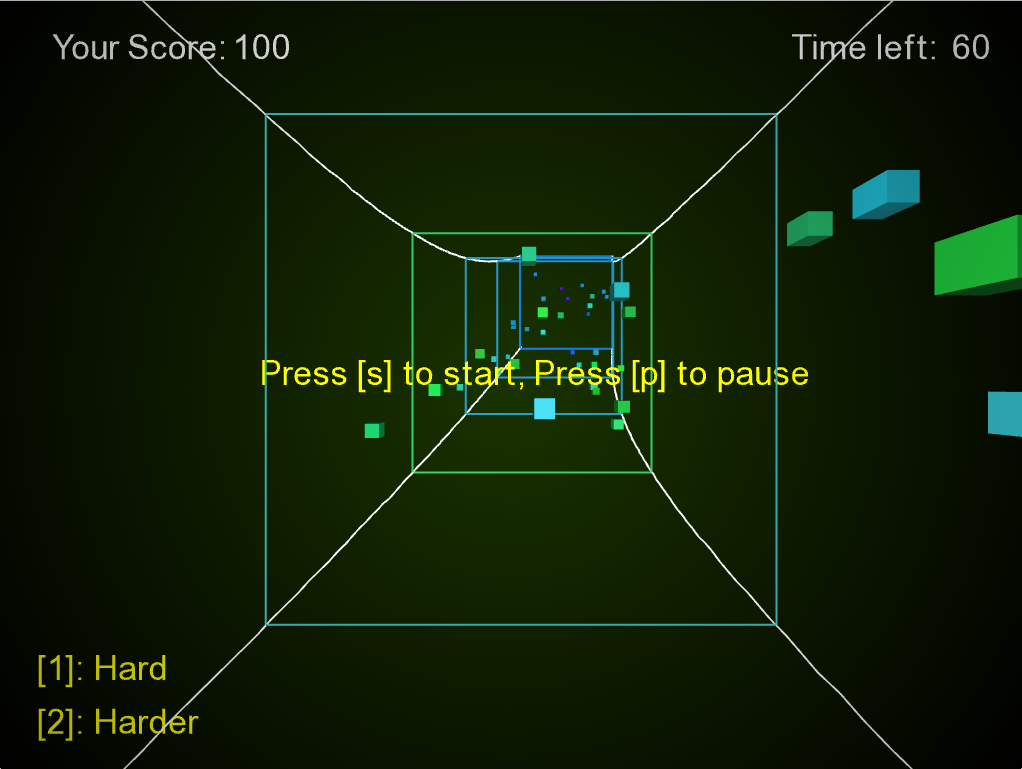 Your Score: 100
Time left: 60
Press [s] to start, Press [p] to pause
[1]: Hard
[2]: Harder